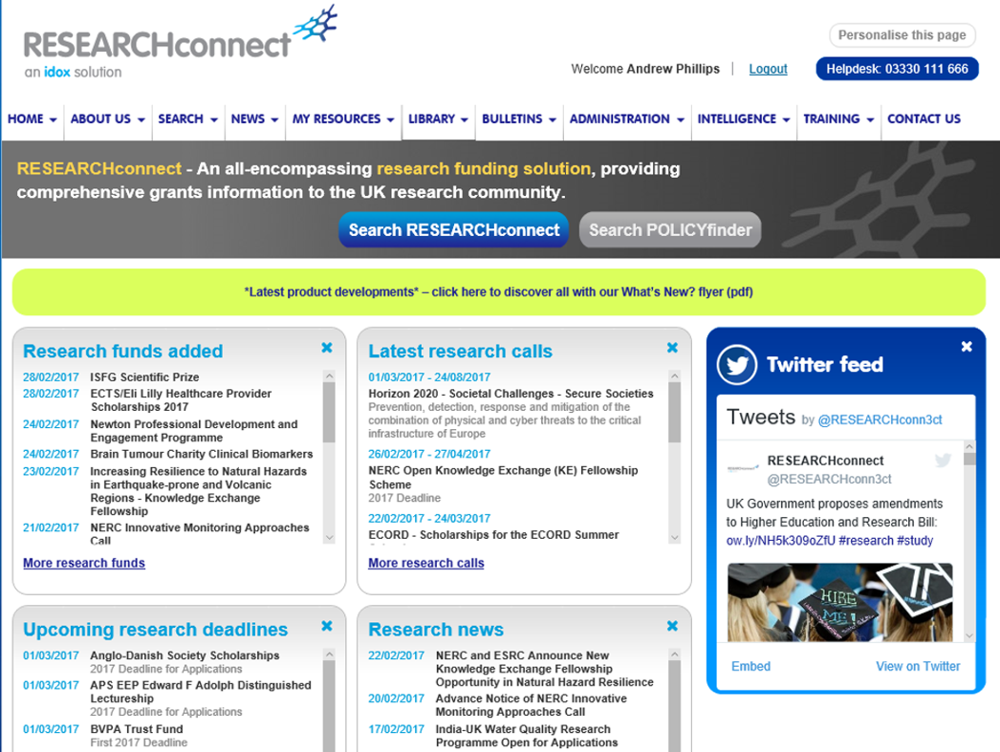 RESEARCHconnect
an idox solution
Personalise this page
Welcome Andrew Phillips | Logout
Helpdesk: 03330 111 666
HOME ABOUT US SEARCH NEWS MY RESOURCES LIBRARY BULLETINS ADMINISTRATION INTELLIGENCE TRAINING CONTACT US
RESEARCHconnect - An all-encompassing research funding solution, providing
comprehensive grants information to the UK research community.
Search RESEARCHconnect Search POLICYfinder
*Latest product developments* – click here to discover all with our What's New? flyer (pdf)
Research funds added
28/02/2017 ISFG Scientific Prize
28/02/2017 ECTS/Eli Lilly Healthcare Provider
Scholarships 2017
24/02/2017 Newton Professional Development and
Engagement Programme
24/02/2017 Brain Tumour Charity Clinical Biomarkers
23/02/2017 Increasing Resilience to Natural Hazards
in Earthquake-prone and Volcanic
Regions - Knowledge Exchange
Fellowship
21/02/2017 NERC Innovative Monitoring Approaches
Call
More research funds
Latest research calls
01/03/2017 - 24/08/2017
Horizon 2020 - Societal Challenges - Secure Societies
Prevention, detection, response and mitigation of the
combination of physical and cyber threats to the critical
infrastructure of Europe
26/02/2017 - 27/04/2017
NERC Open Knowledge Exchange (KE) Fellowship
Scheme
2017 Deadline
22/02/2017 - 24/03/2017
ECORD - Scholarships for the ECORD Summer
More research calls
Twitter feed
Tweets by @RESEARCHconn3ct
RESEARCHconnect
@RESEARCHconn3ct
UK Government proposes amendments
to Higher Education and Research Bill:
ow.ly/NH5k309oZfU #research #study
HIRE
ME!
Embed View on Twitter
Upcoming research deadlines
01/03/2017 Anglo-Danish Society Scholarships
2017 Deadline for Applications
01/03/2017 APS EEP Edward F Adolph Distinguished
Lectureship
2017 Deadline for Applications
01/03/2017 BVPA Trust Fund
First 2017 Deadline
Research news
22/02/2017 NERC and ESRC Announce New
Knowledge Exchange Fellowship
Opportunity in Natural Hazard Resilience
20/02/2017 Advance Notice of NERC Innovative
Monitoring Approaches Call
17/02/2017 India-UK Water Quality Research
Programme Open for Applications